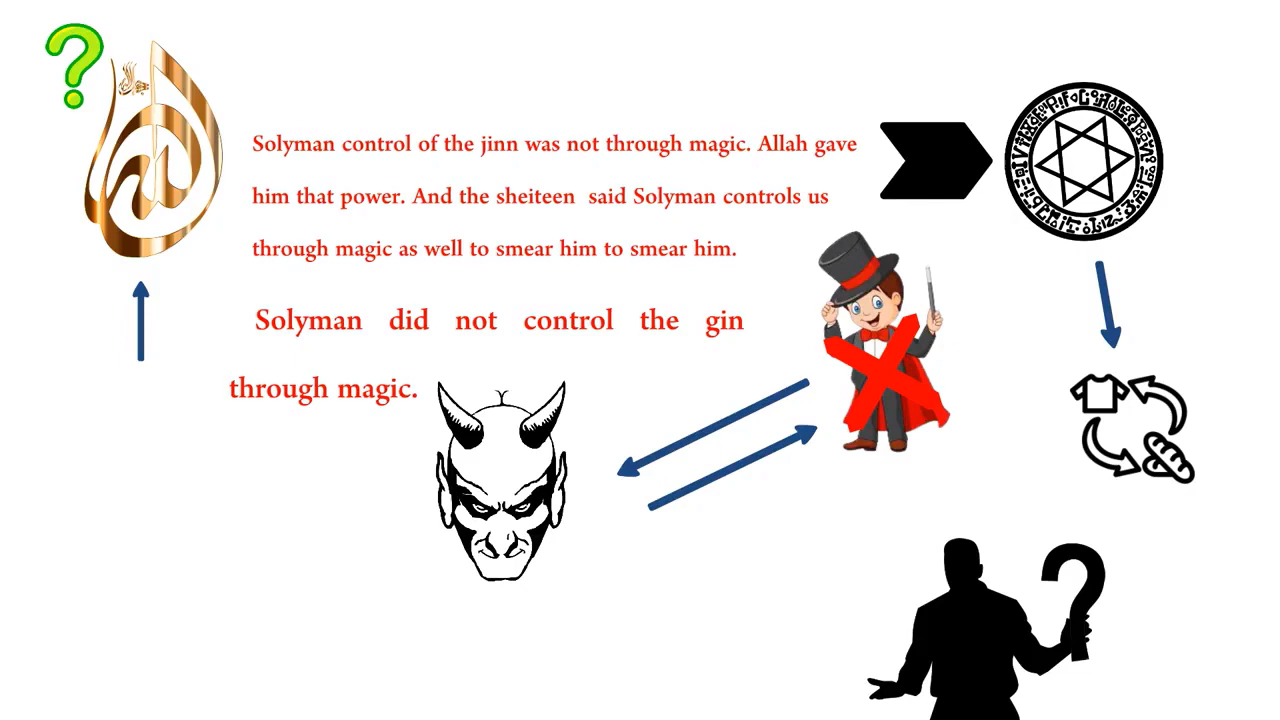 ?
الله
Solyman control of the jinn was not through magic. Allah gave
him that power. And the sheiteen said Solyman controls us
through magic as well to smear him to smear him.
Solyman did not control the gin
through magic.
?